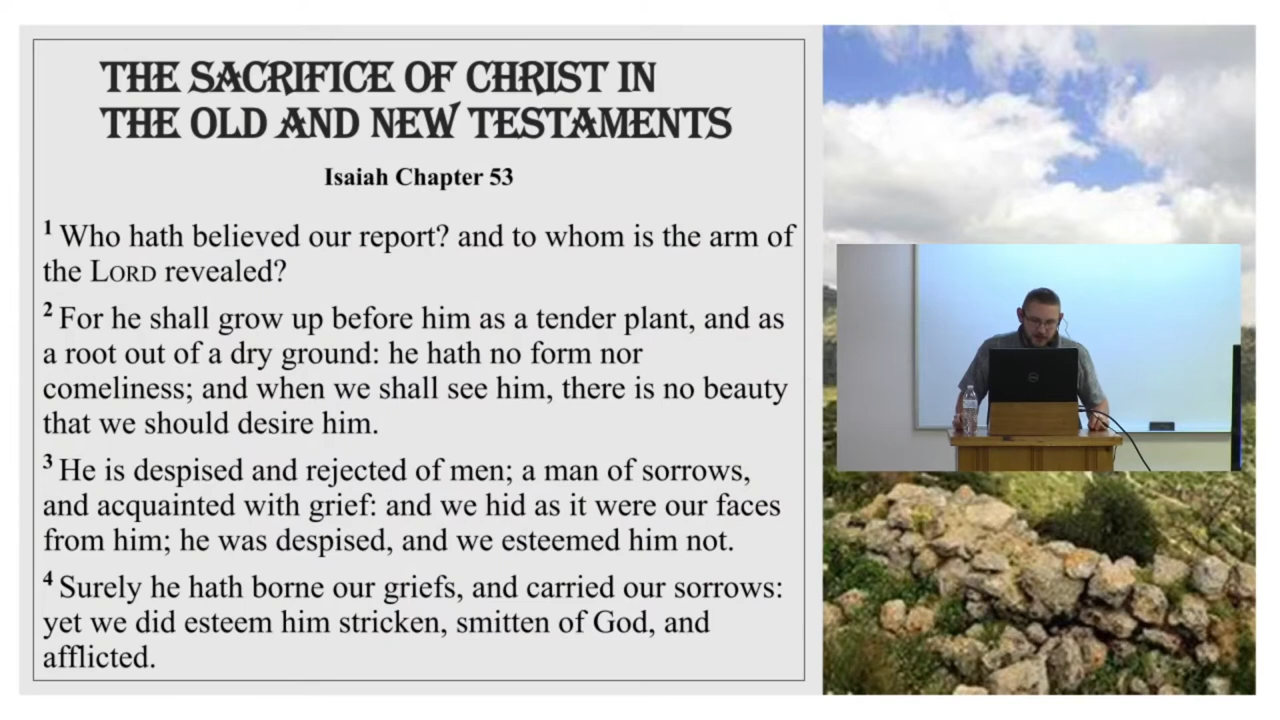 THE SACRIFICE OF CHRIST IN
THE OLD AND NEW TESTAMENTS
Isaiah Chapter 53
1 Who hath believed our report? and to whom is the arm of
the LORD revealed?
2 For he shall grow up before him as a tender plant, and as
a root out of a dry ground: he hath no form nor
comeliness; and when we shall see him, there is no beauty
that we should desire him.
3 He is despised and rejected of men; a man of sorrows,
and acquainted with grief: and we hid as it were our faces
from him; he was despised, and we esteemed him not.
4 Surely he hath borne our griefs, and carried our sorrows:
yet we did esteem him stricken, smitten of God, and
afflicted.